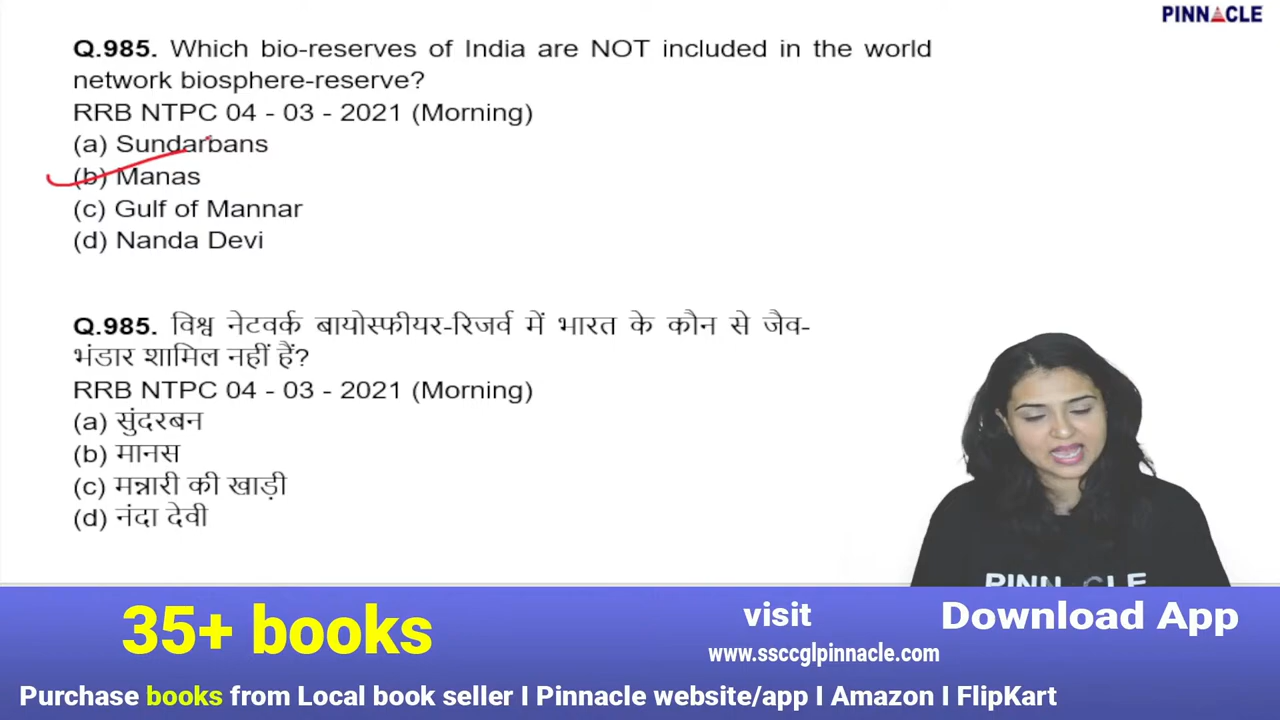 PINNACLE
Q.985. Which bio-reserves of India are NOT included in the world
network biosphere-reserve?
RRB NTPC 04 - 03 - 2021 (Morning)
(a) Sundarbans
(b) Manas
(c) Gulf of Mannar
(d) Nanda Devi
Q.985. विश्व नेटवर्क बायोस्फीयर-रिजर्व में भारत के कौन से जैव-
भंडार शामिल नहीं हैं?
RRB NTPC 04 - 03 - 2021 (Morning)
(a) सुंदरबन
(b) मानस
(c) मन्नारी की खाड़ी
(d) नंदा देवी
PINNACLE
35+ books
visit
www.ssccglpinnacle.com
Download App
Purchase books from Local book seller I Pinnacle website/app I Amazon I FlipKart